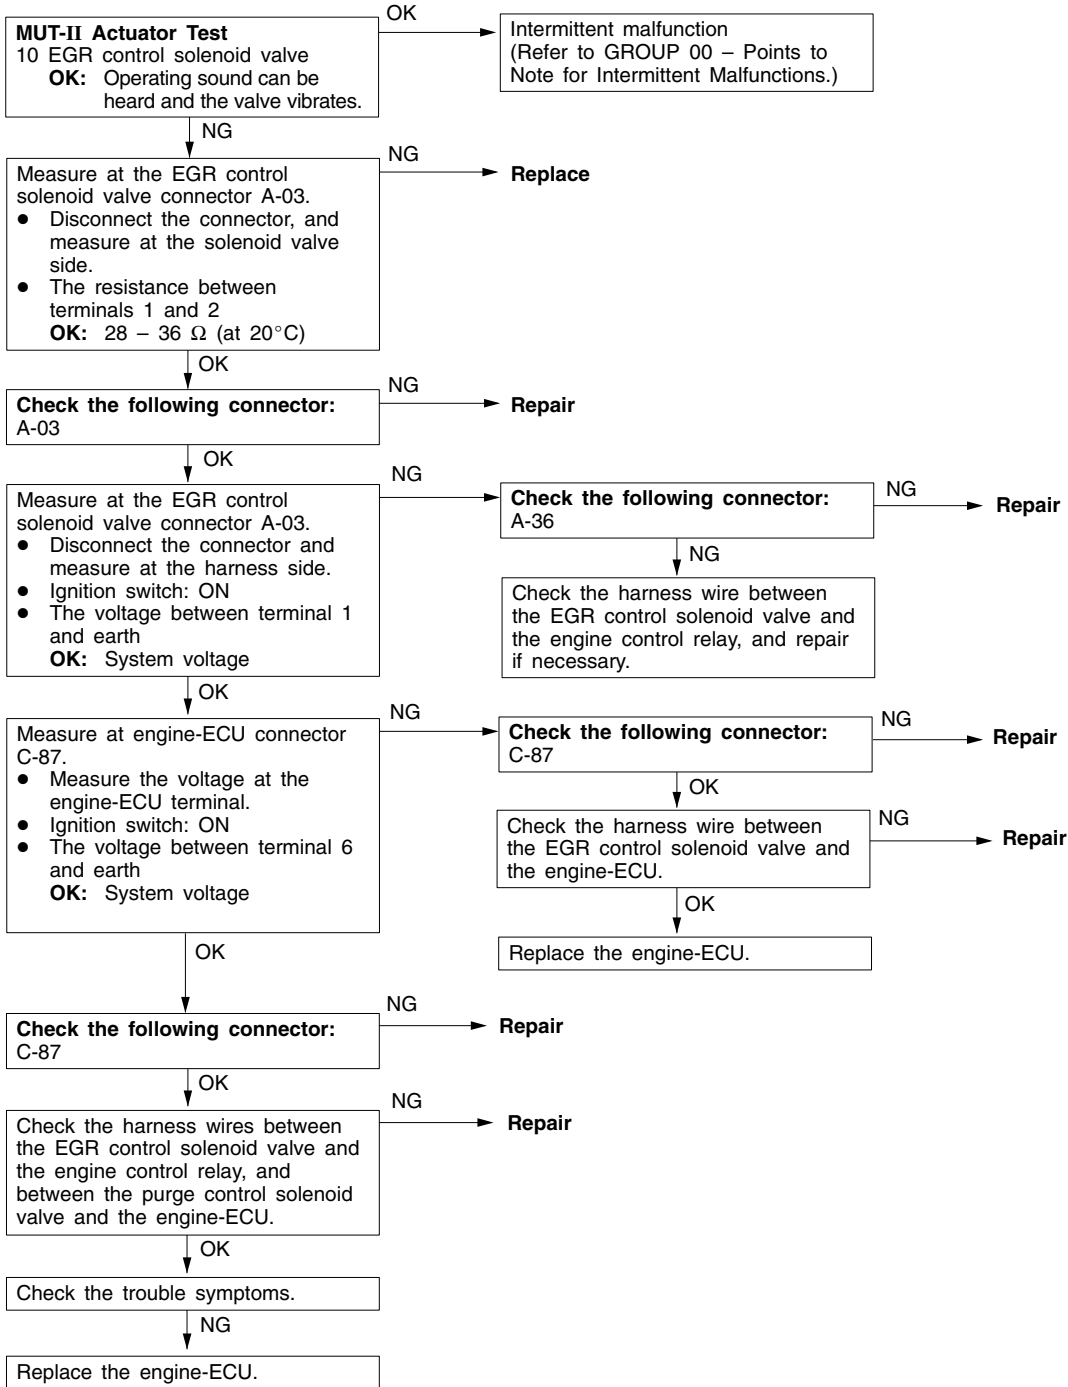 MUT-II Actuator Test
10 EGR control solenoid valve
OK: Operating sound can be
heard and the valve vibrates.
OK
Intermittent malfunction
(Refer to GROUP 00 – Points to
Note for Intermittent Malfunctions.)
NG
Measure at the EGR control
solenoid valve connector A-03.
● Disconnect the connector, and
measure at the solenoid valve
side.
● The resistance between
terminals 1 and 2
OK: 28 – 36 Ω (at 20°C)
NG
Replace
OK
Check the following connector:
A-03
NG
Repair
OK
Measure at the EGR control
solenoid valve connector A-03.
● Disconnect the connector and
measure at the harness side.
● Ignition switch: ON
● The voltage between terminal 1
and earth
OK: System voltage
NG
Check the following connector:
A-36
NG
Repair
NG
Check the harness wire between
the EGR control solenoid valve and
the engine control relay, and repair
if necessary.
OK
Measure at engine-ECU connector
C-87.
● Measure the voltage at the
engine-ECU terminal.
● Ignition switch: ON
● The voltage between terminal 6
and earth
OK: System voltage
NG
Check the following connector:
C-87
NG
Repair
OK
Check the harness wire between
the EGR control solenoid valve and
the engine-ECU.
NG
Repair
OK
Replace the engine-ECU.
OK
Check the following connector:
C-87
NG
Repair
OK
Check the harness wires between
the EGR control solenoid valve and
the engine control relay, and
between the purge control solenoid
valve and the engine-ECU.
NG
Repair
OK
Check the trouble symptoms.
NG
Replace the engine-ECU.